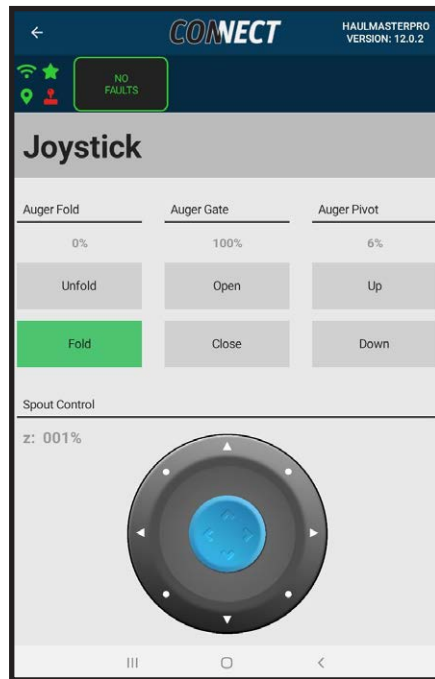 CONNECT
HAULMASTERPRO
VERSION: 12.0.2
NO
FAULTS
Joystick
Auger Fold
Auger Gate
Auger Pivot
0%
100%
6%
Unfold
Open
Up
Fold
Close
Down
Spout Control
z: 001%